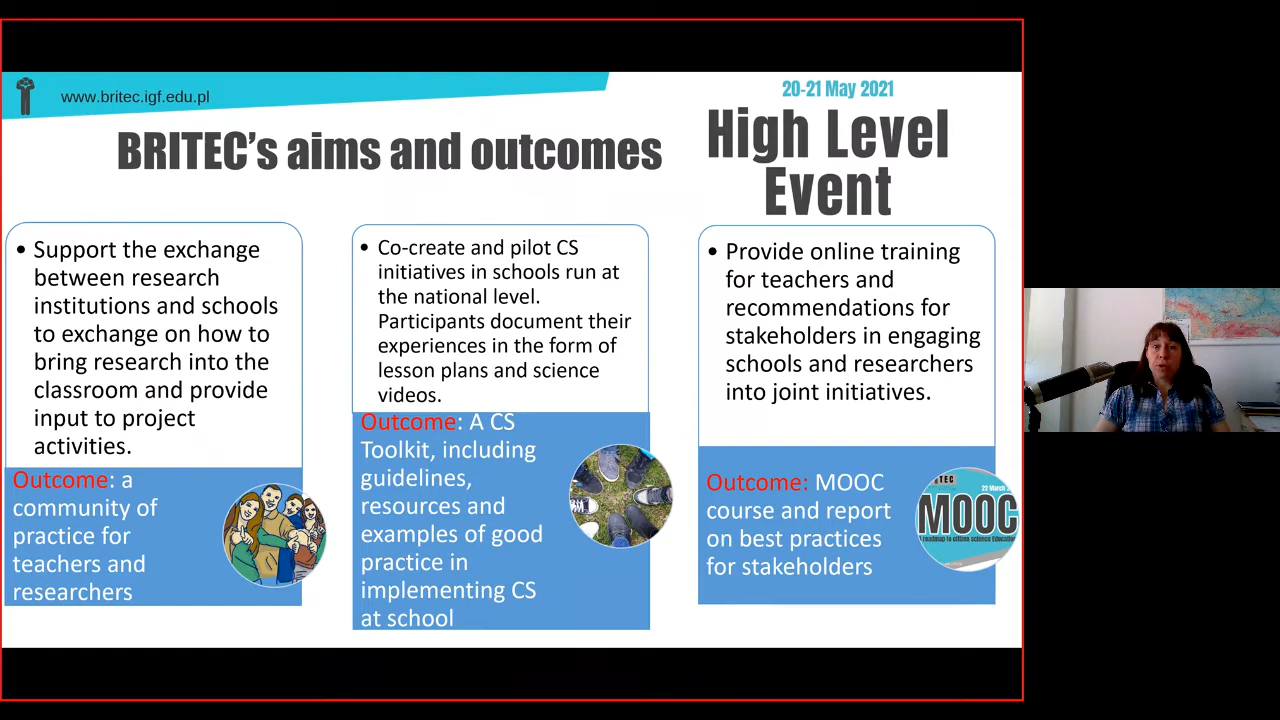 www.britec.igf.edu.pl
20-21 May 2021
High Level
Event
BRITEC's aims and outcomes
• Support the exchange
between research
institutions and schools
to exchange on how to
bring research into the
classroom and provide
input to project
activities.
Outcome: a
community of
practice for
teachers and
researchers
• Co-create and pilot CS
initiatives in schools run at
the national level.
Participants document their
experiences in the form of
lesson plans and science
videos.
Outcome: A CS
Toolkit, including
guidelines,
resources and
examples of good
practice in
implementing CS
at school
• Provide online training
for teachers and
recommendations for
stakeholders in engaging
schools and researchers
into joint initiatives.
Outcome: MOOC
course and report
on best practices
for stakeholders
22 March
MOOC
roadmap to citizen science